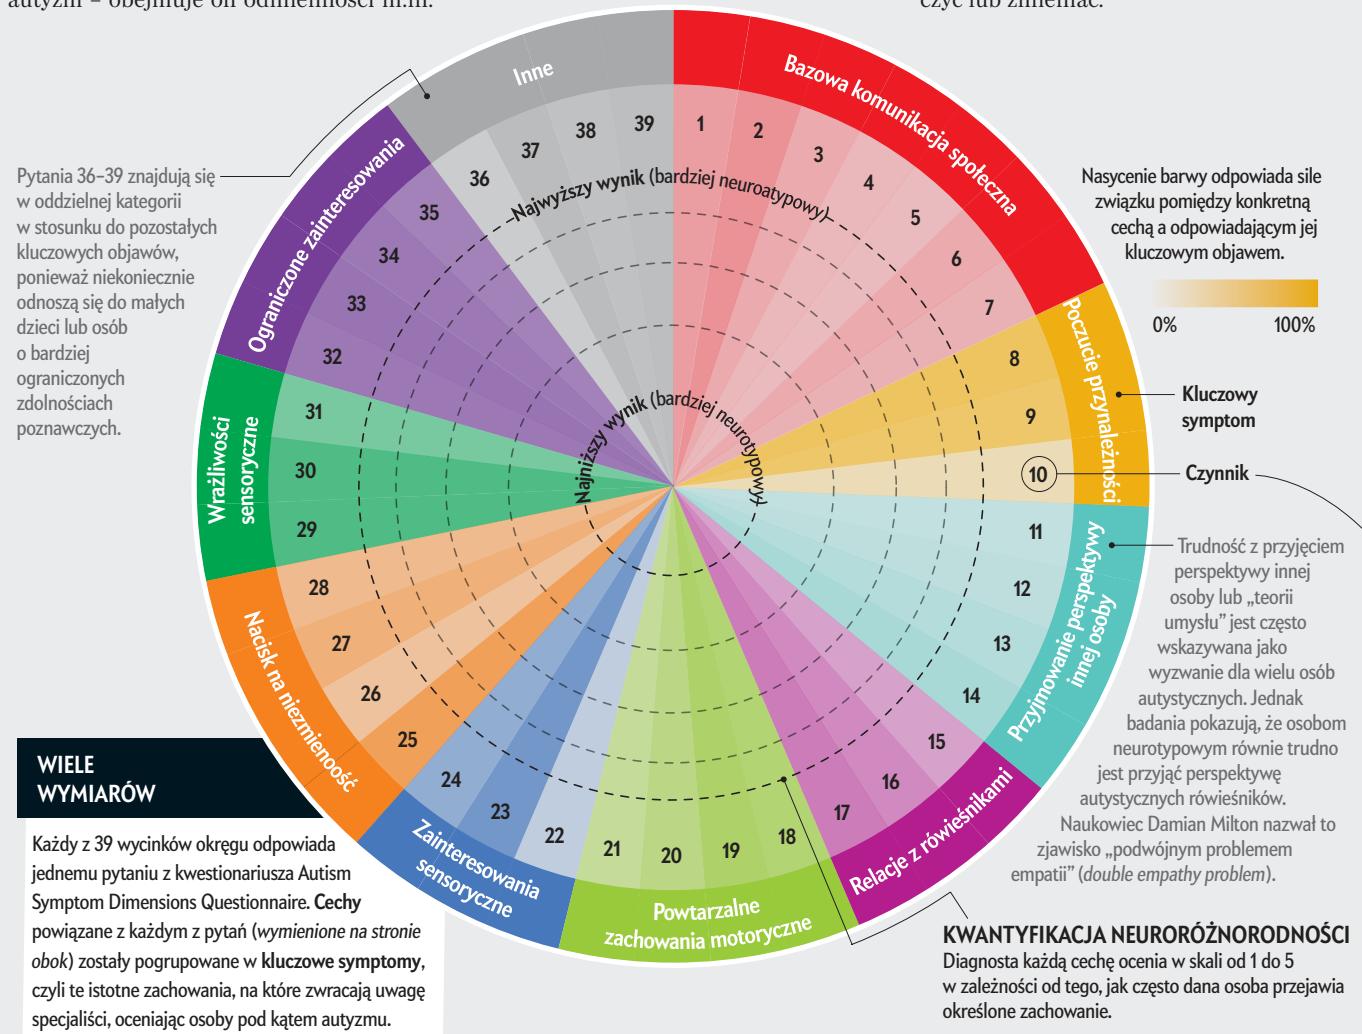 autyzm – obejmuje on odmienności m.in.
czyć lub zmieniać.
Inne
Bazowa komunikacja społeczna
Ograniczone zainteresowania
Poczucie przynależności
Wrażliwości
sensoryczne
Przyjmowanie perspektywy
innej osoby
Nacisk na niezmienoość
Relacje z rówieśnikami
Zainteresowania
sensoryczne
Powtarzalne
zachowania motoryczne
1
2
3
4
5
6
7
8
9
10
11
12
13
14
15
16
17
18
19
20
21
22
23
24
25
26
27
28
29
30
31
32
33
34
35
36
37
38
39
Najwyższy wynik (bardziej neuroatypowy)
Najniższy wynik (bardziej neurotypowy)
Pytania 36–39 znajdują się
w oddzielnej kategorii
w stosunku do pozostałych
kluczowych objawów,
ponieważ niekoniecznie
odnoszą się do małych
dzieci lub osób
o bardziej
ograniczonych
zdolnościach
poznawczych.
Nasycenie barwy odpowiada sile
związku pomiędzy konkretną
cechą a odpowiadającym jej
kluczowym objawem.
0%
100%
Kluczowy
symptom
Czynnik
Trudność z przyjęciem
perspektywy innej
osoby lub „teorii
umysłu” jest często
wskazywana jako
wyzwanie dla wielu osób
autystycznych. Jednak
badania pokazują, że osobom
neurotypowym równie trudno
jest przyjąć perspektywę
autystycznych rówieśników.
Naukowiec Damian Milton nazwał to
zjawisko „podwójnym problemem
empatii” (double empathy problem).
WIELE
WYMIARÓW
Każdy z 39 wycinków okręgu odpowiada
jednemu pytaniu z kwestionariusza Autism
Symptom Dimensions Questionnaire. Cechy
powiązane z każdym z pytań (wymienione na stronie
obok) zostały pogrupowane w kluczowe symptomy,
czyli te istotne zachowania, na które zwracają uwagę
specjaliści, oceniając osoby pod kątem autyzmu.
KWANTYFIKACJA NEURORÓŻNORODNOŚCI
Diagnosta każdą cechę ocenia w skali od 1 do 5
w zależności od tego, jak często dana osoba przejawia
określone zachowanie.